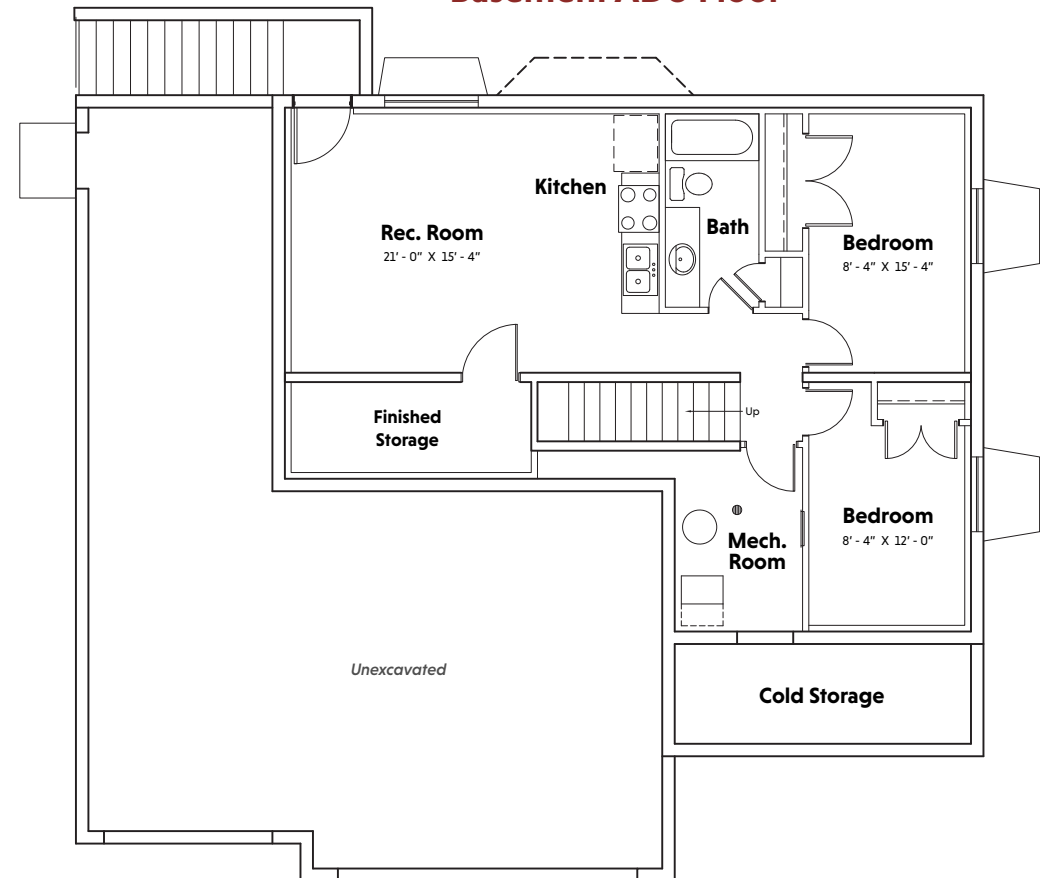 Basement ADU Floor
Kitchen
Rec. Room
21' - 0" X 15' - 4"
Bath
Bedroom
8' - 4" X 15' - 4"
Finished
Storage
Up
Bedroom
8' - 4" X 12' - 0"
Mech.
Room
Unexcavated
Cold Storage